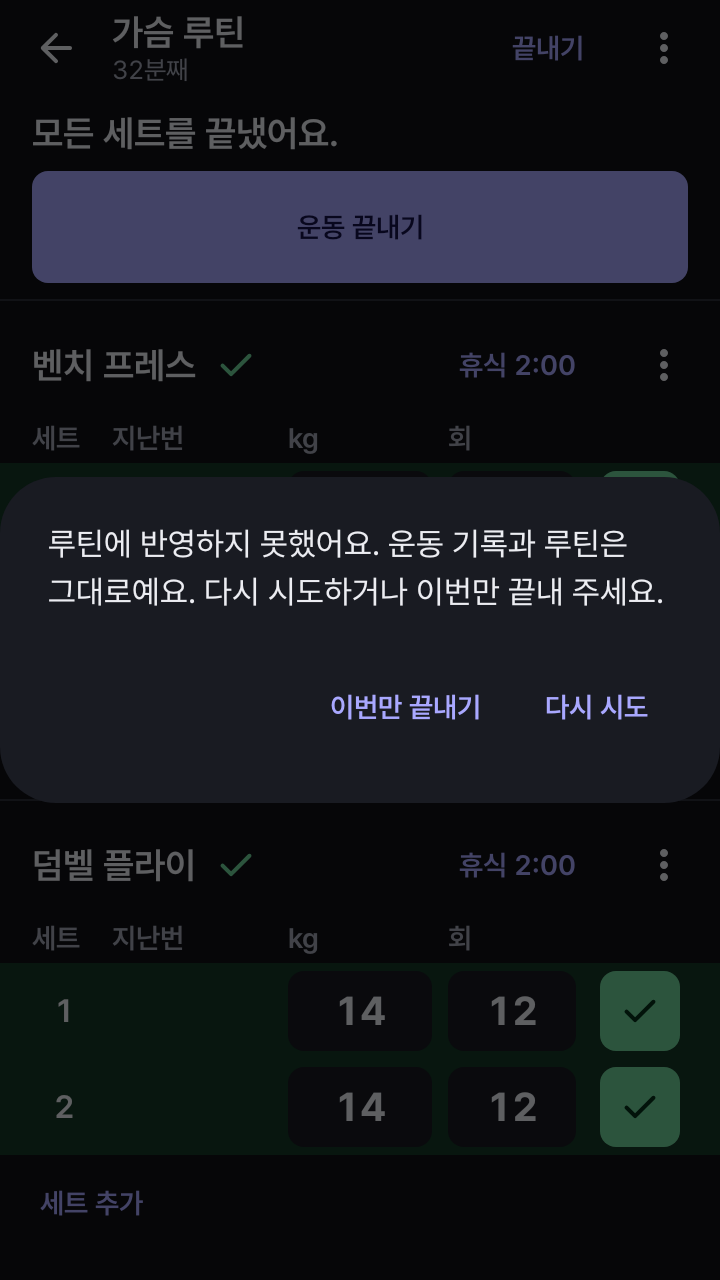 가슴 루틴
32분째
끝내기
모든 세트를 끝냈어요.
운동 끝내기
벤치 프레스
휴식 2:00
세트 지난번 kg 회
루틴에 반영하지 못했어요. 운동 기록과 루틴은
그대로예요. 다시 시도하거나 이번만 끝내 주세요.
이번만 끝내기
다시 시도
덤벨 플라이
휴식 2:00
세트 지난번 kg 회
1 14 12
2 14 12
세트 추가